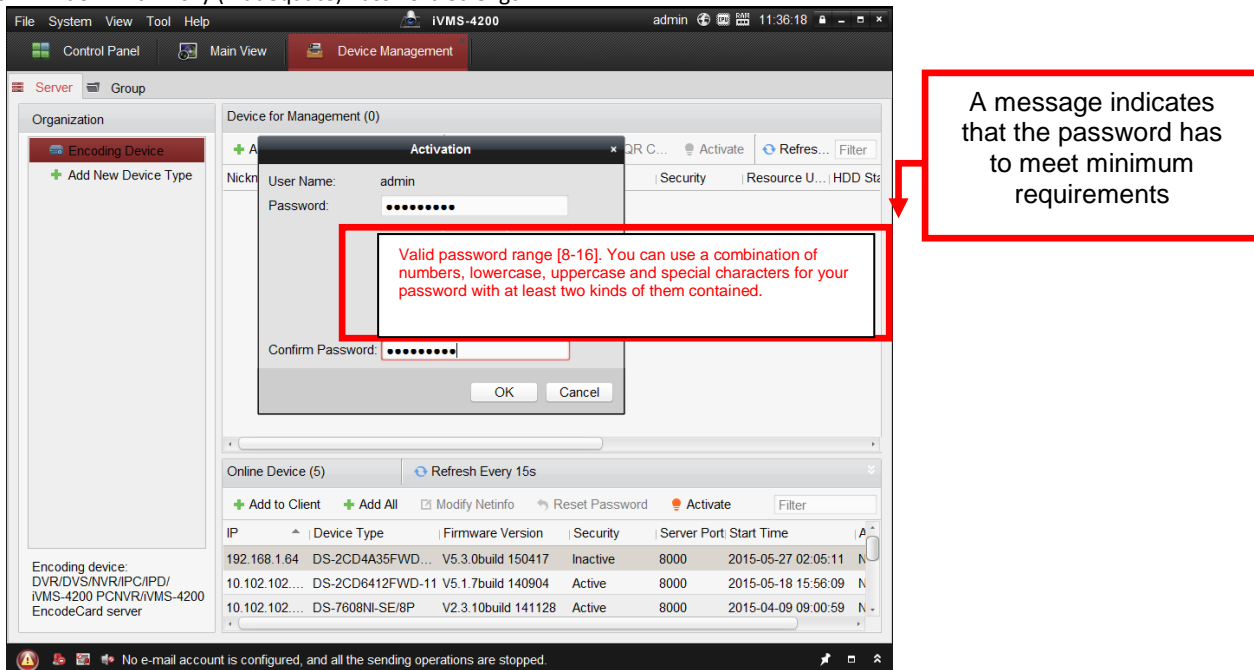 File System View Tool Help iVMS-4200 admin 11:36:18
Control Panel Main View Device Management
Server Group
Organization
Encoding Device
Add New Device Type
Device for Management (0)
QR C... Activate Refres... Filter
Nickn Security Resource U... HDD Sta
Activation
User Name: admin
Password: ●●●●●●●●●
Valid password range [8-16]. You can use a combination of
numbers, lowercase, uppercase and special characters for your
password with at least two kinds of them contained.
Confirm Password: ●●●●●●●●●
OK Cancel
A message indicates
that the password has
to meet minimum
requirements
Online Device (5) Refresh Every 15s
Add to Client Add All Modify Netinfo Reset Password Activate Filter
IP Device Type Firmware Version Security Server Port Start Time A
192.168.1.64 DS-2CD4A35FWD... V5.3.0build 150417 Inactive 8000 2015-05-27 02:05:11 N
10.102.102.... DS-2CD6412FWD-11 V5.1.7build 140904 Active 8000 2015-05-18 15:56:09 N
10.102.102.... DS-7608NI-SE/8P V2.3.10build 141128 Active 8000 2015-04-09 09:00:59 N
Encoding device:
DVR/DVS/NVR/IPC/IPD/
iVMS-4200 PCNVR/iVMS-4200
EncodeCard server
No e-mail account is configured, and all the sending operations are stopped.